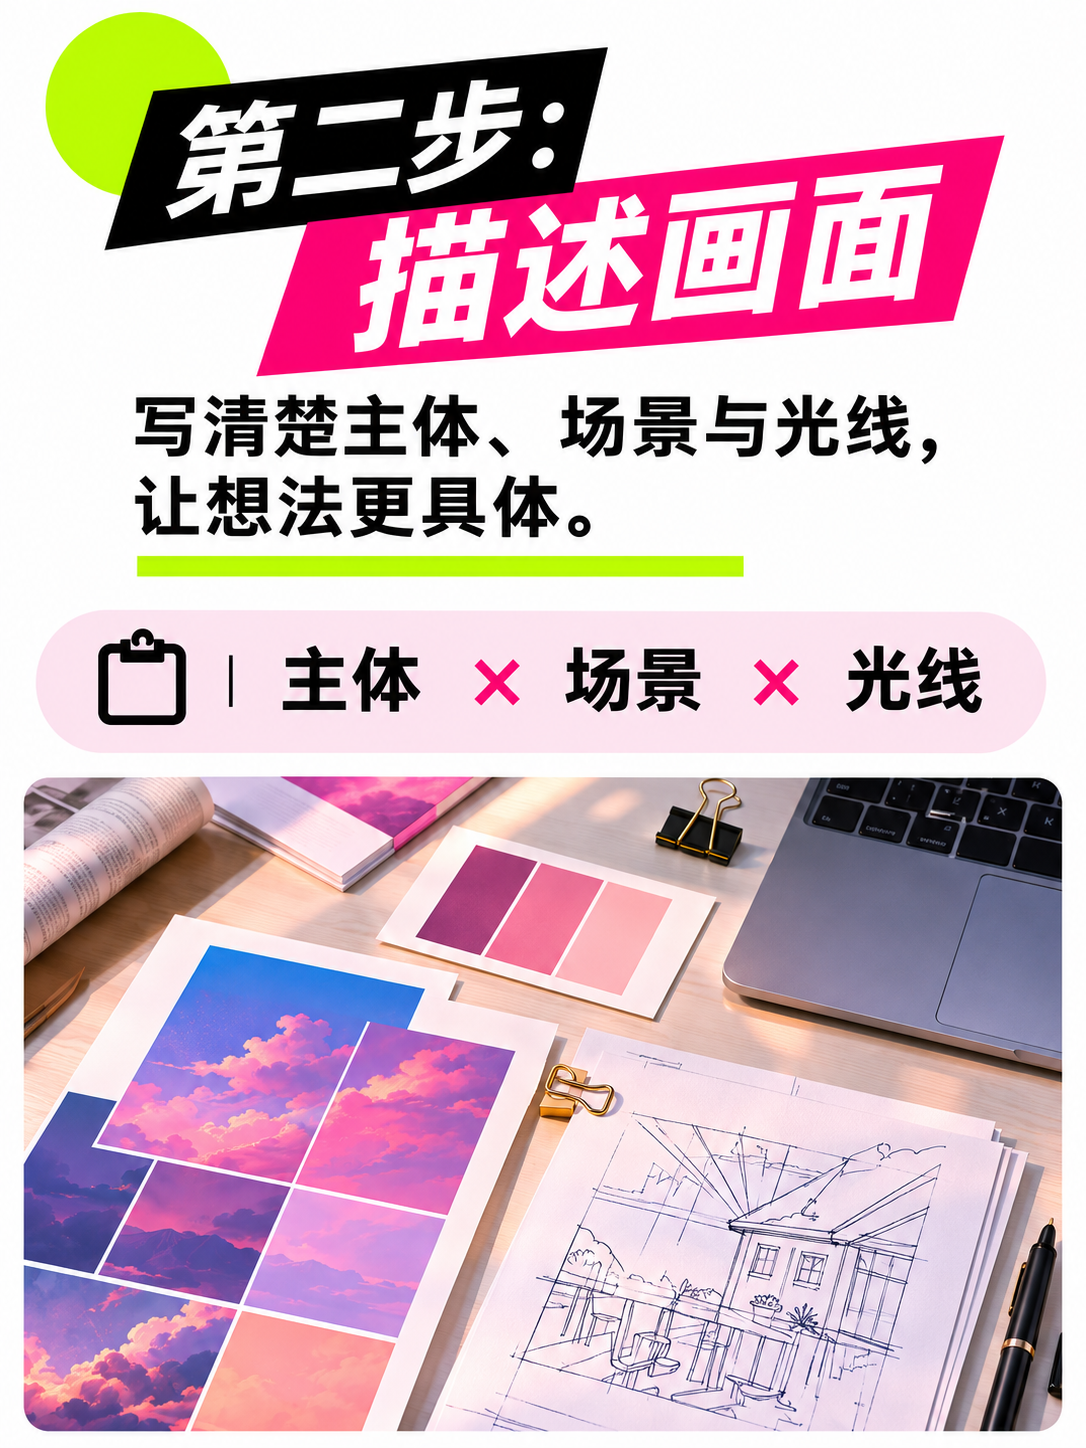 第二步:
描述画面
写清楚主体、场景与光线,
让想法更具体。
主体 × 场景 × 光线